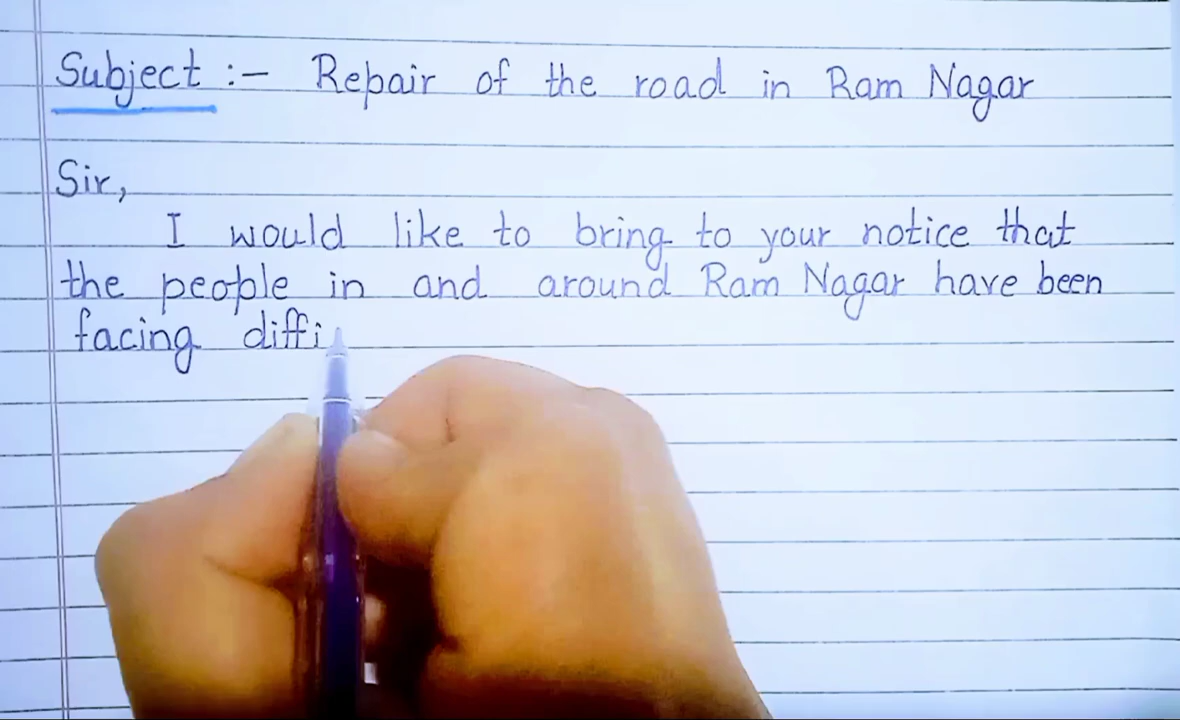 Subject :- Repair of the road in Ram Nagar
Sir,
I would like to bring to your notice that
the people in and around Ram Nagar have been
facing diffi